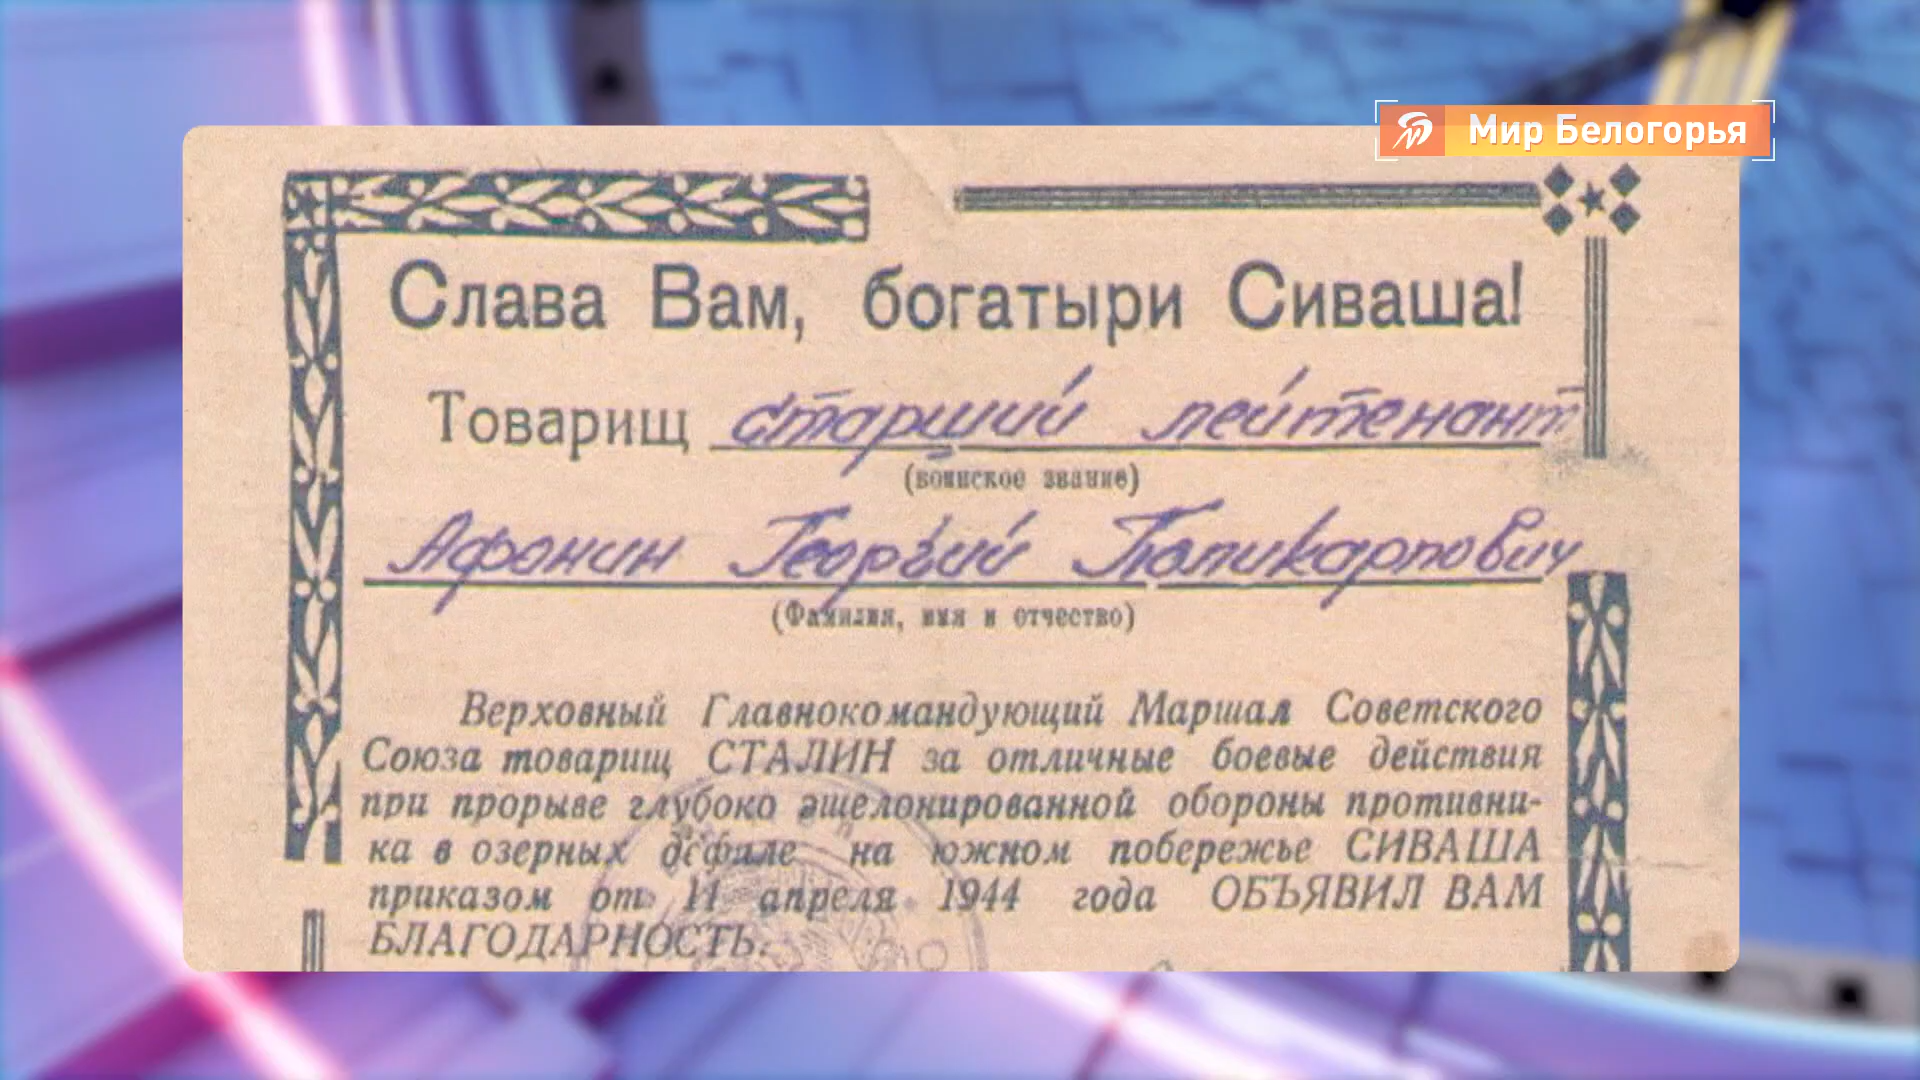 Мир Белогорья
Слава Вам, богатыри Сиваша!
Товарищ старший лейтенант
(воинское звание)
Афонин Георгий Поликарпович
(Фамилия, имя и отчество)
Верховный Главнокомандующий Маршал Советского
Союза товарищ СТАЛИН за отличные боевые действия
при прорыве глубоко эшелонированной обороны противни-
ка в озерных дефиле на южном побережье СИВАША
приказом от 11 апреля 1944 года ОБЪЯВИЛ ВАМ
БЛАГОДАРНОСТЬ.